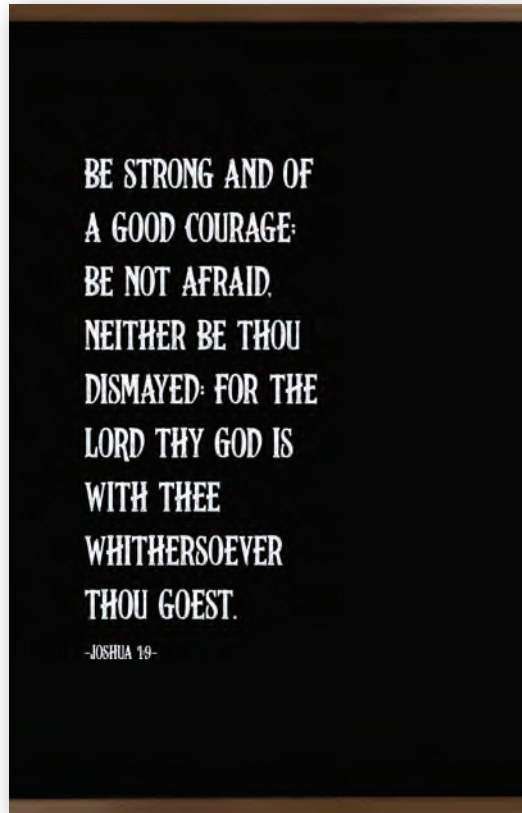 BE STRONG AND OF
A GOOD COURAGE;
BE NOT AFRAID,
NEITHER BE THOU
DISMAYED: FOR THE
LORD THY GOD IS
WITH THEE
WHITHERSOEVER
THOU GOEST.
-JOSHUA 1:9-